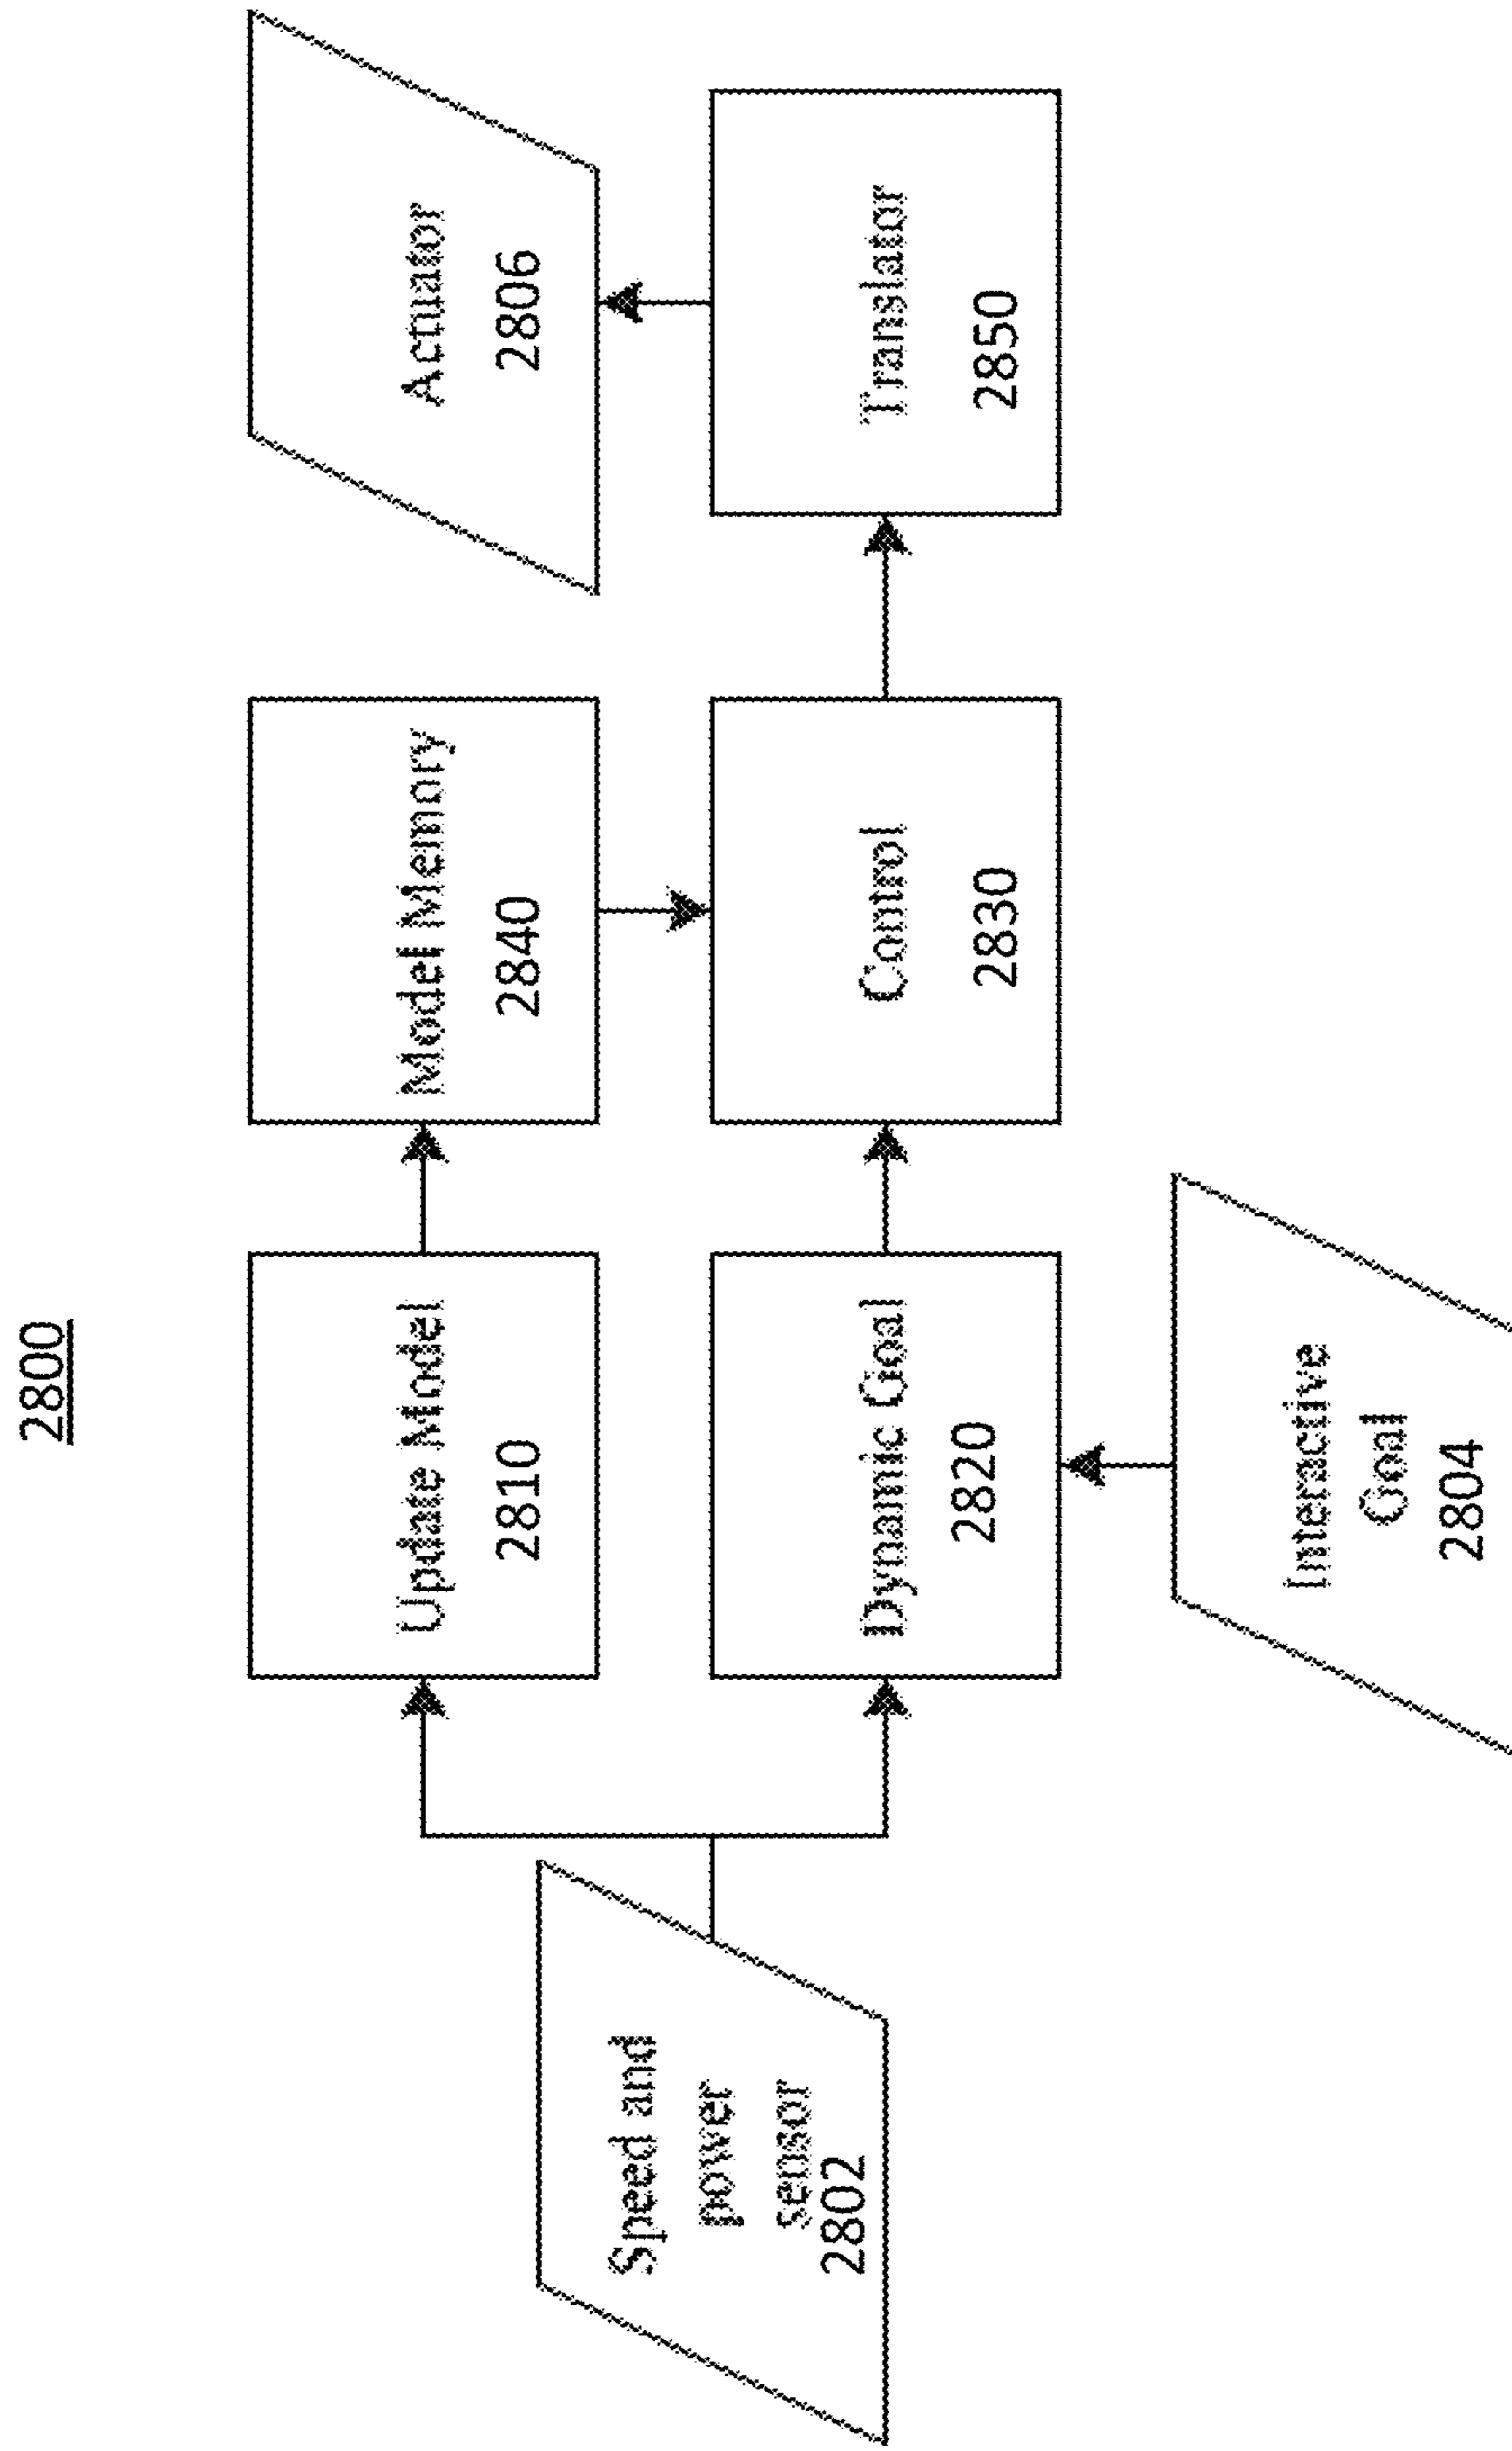 2800
Speed and
power
sensor
2802
Update Model
2810
Model Memory
2840
Actuator
2806
Dynamic Goal
2820
Control
2830
Translator
2850
Interactive
Goal
2804